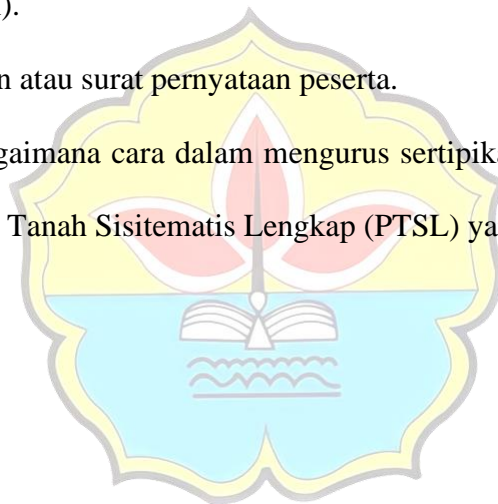 ).
n atau surat pernyataan peserta.
gaimana cara dalam mengurus sertipika
Tanah Sisitematis Lengkap (PTSL) ya